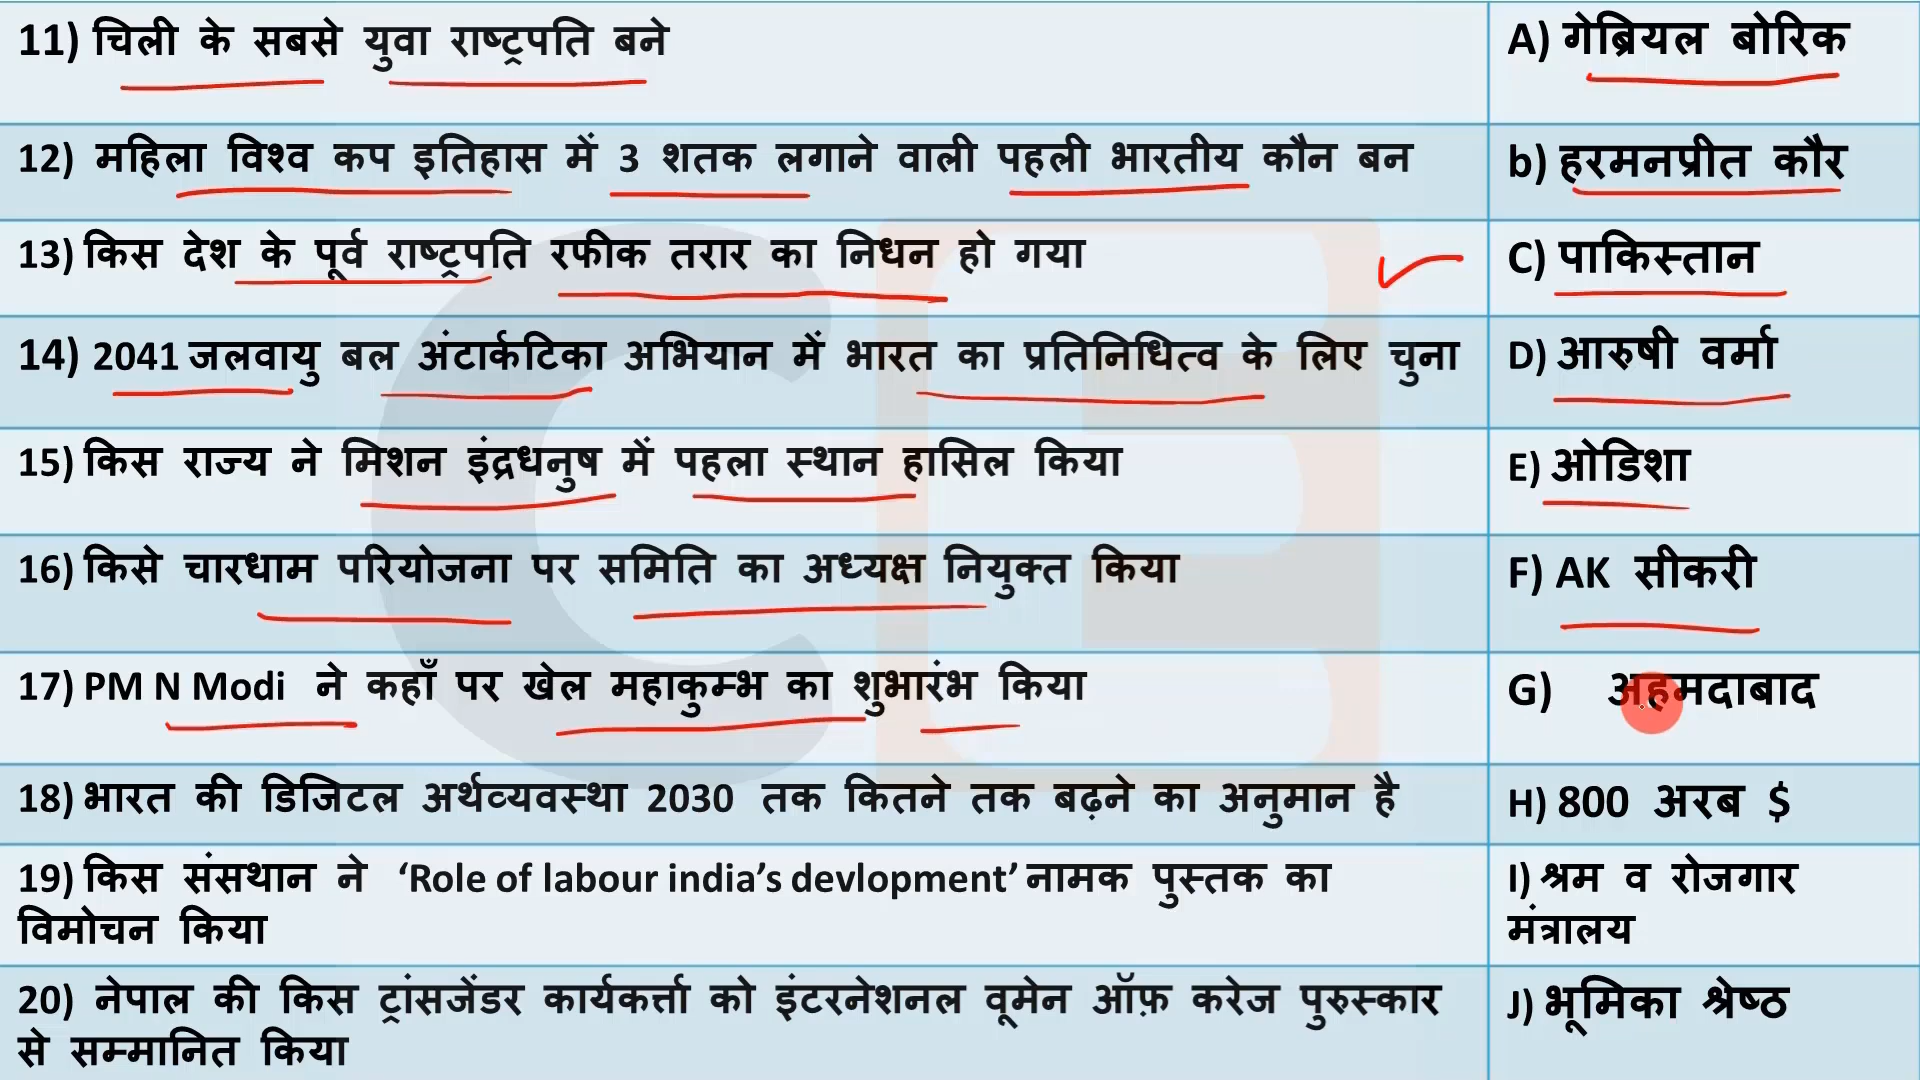 11) चिली के सबसे युवा राष्ट्रपति बने
A) गेब्रियल बोरिक
12) महिला विश्व कप इतिहास में 3 शतक लगाने वाली पहली भारतीय कौन बन
b) हरमनप्रीत कौर
13) किस देश के पूर्व राष्ट्रपति रफीक तरार का निधन हो गया
C) पाकिस्तान
14) 2041 जलवायु बल अंटार्कटिका अभियान में भारत का प्रतिनिधित्व के लिए चुना
D) आरुषी वर्मा
15) किस राज्य ने मिशन इंद्रधनुष में पहला स्थान हासिल किया
E) ओडिशा
16) किसे चारधाम परियोजना पर समिति का अध्यक्ष नियुक्त किया
F) AK सीकरी
17) PM N Modi ने कहाँ पर खेल महाकुम्भ का शुभारंभ किया
G) अहमदाबाद
18) भारत की डिजिटल अर्थव्यवस्था 2030 तक कितने तक बढ़ने का अनुमान है
H) 800 अरब $
19) किस संसथान ने ‘Role of labour india’s devlopment’ नामक पुस्तक का
विमोचन किया
I) श्रम व रोजगार
मंत्रालय
20) नेपाल की किस ट्रांसजेंडर कार्यकर्त्ता को इंटरनेशनल वूमेन ऑफ़ करेज पुरुस्कार
से सम्मानित किया
J) भूमिका श्रेष्ठ